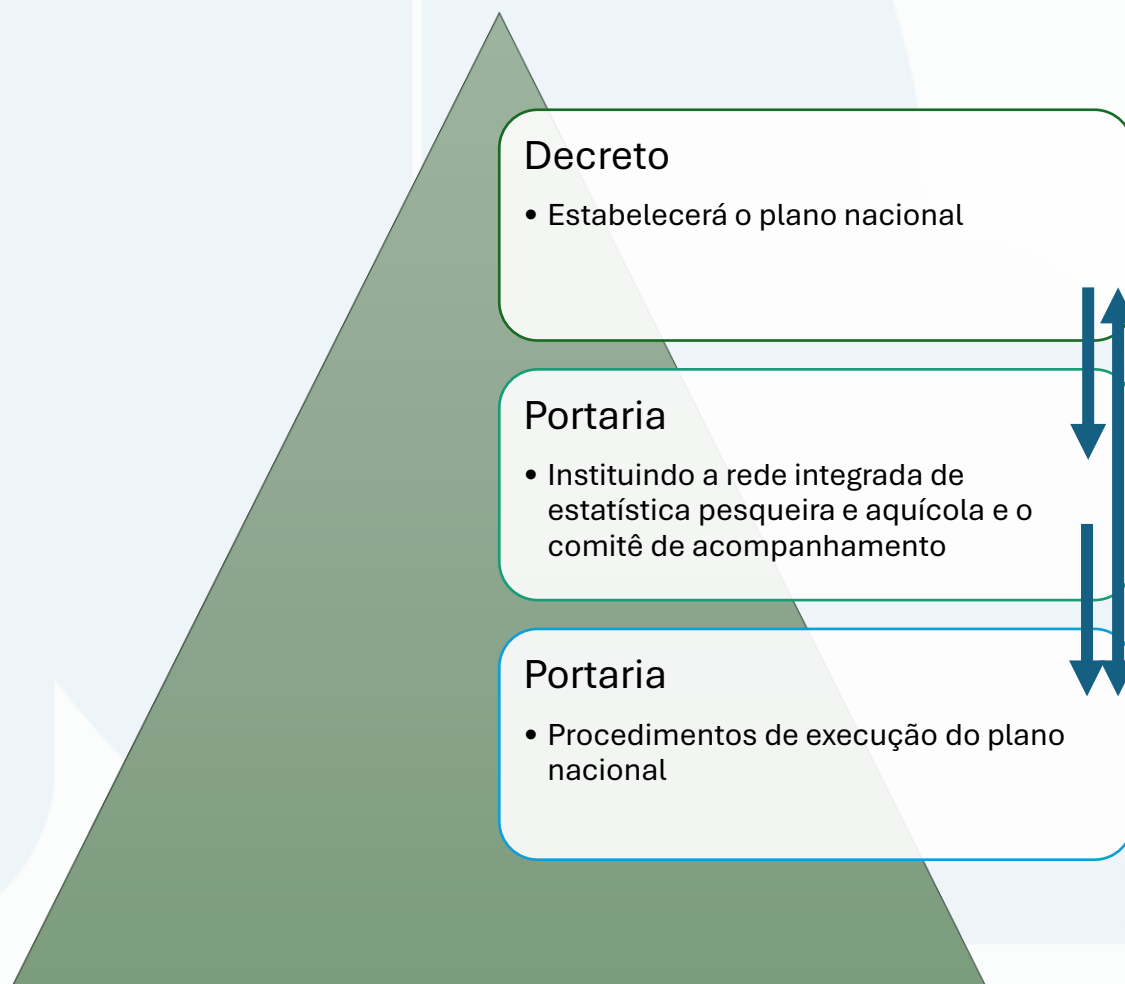 Decreto
• Estabelecerá o plano nacional
Portaria
• Instituindo a rede integrada de
estatística pesqueira e aquícola e o
comitê de acompanhamento
Portaria
• Procedimentos de execução do plano
nacional